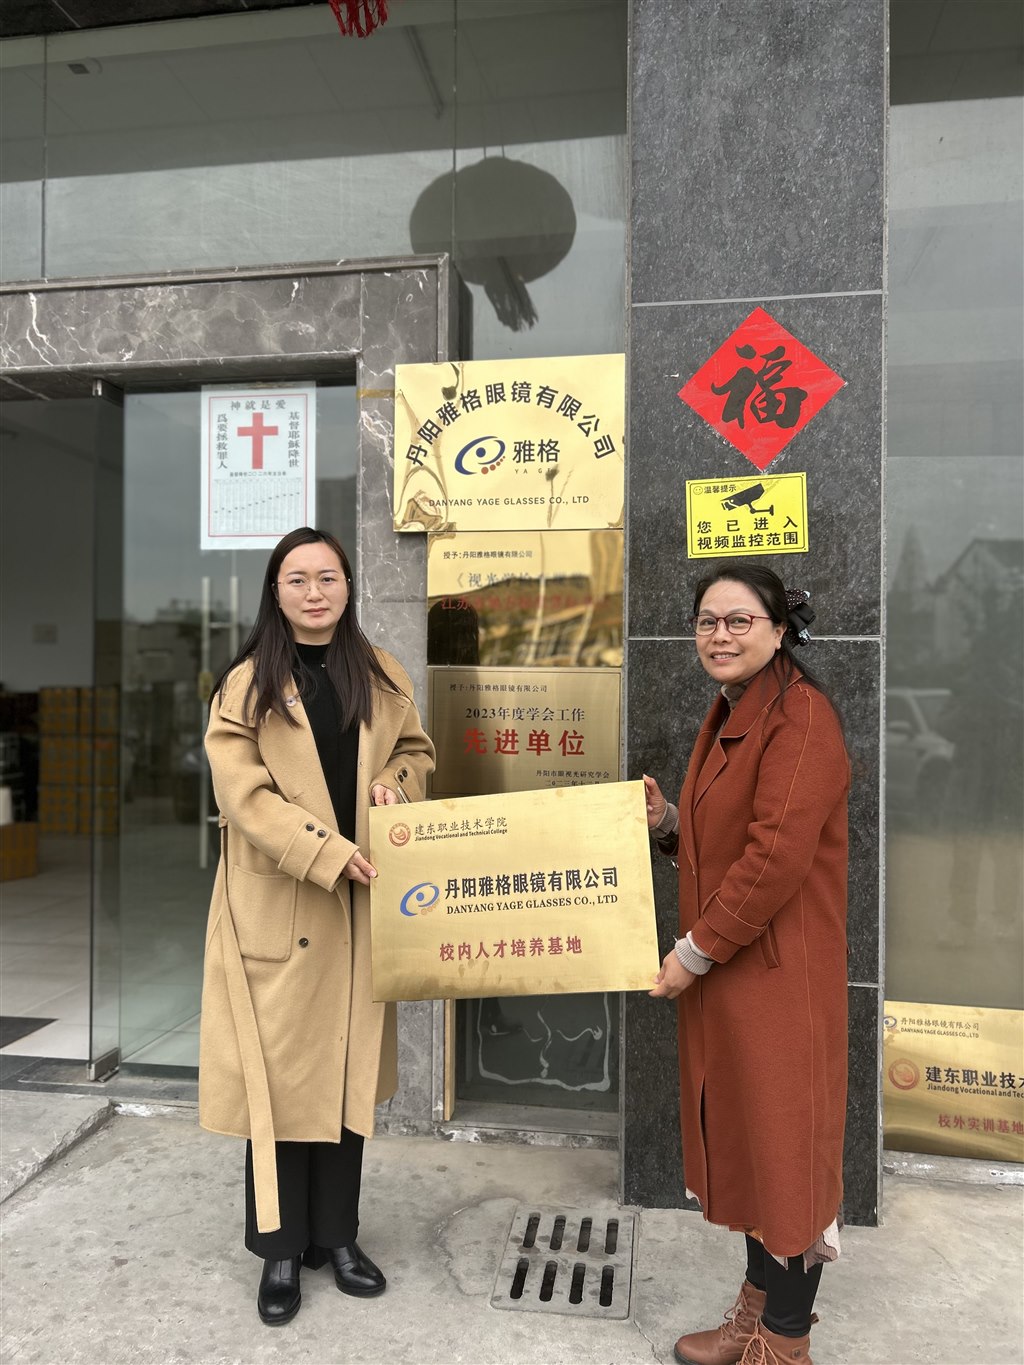 神就是爱
基督耶稣降世
為要拯救罪人
丹阳雅格眼镜有限公司
雅格
DANYANG YAGE GLASSES CO., LTD
授予:丹阳雅格眼镜有限公司
授予:丹阳雅格眼镜有限公司
2023年度学会工作
先进单位
丹阳市眼视光研究学会
福
温馨提示
您已进入
视频监控范围
建东职业技术学院
Jiandong Vocational and Technical College
丹阳雅格眼镜有限公司
DANYANG YAGE GLASSES CO., LTD
校内人才培养基地
丹阳雅格眼镜有限公司
DANYANG YAGE GLASSES CO., LTD
建东职业技
Jiandong Vocational and Tec
校外实训基地